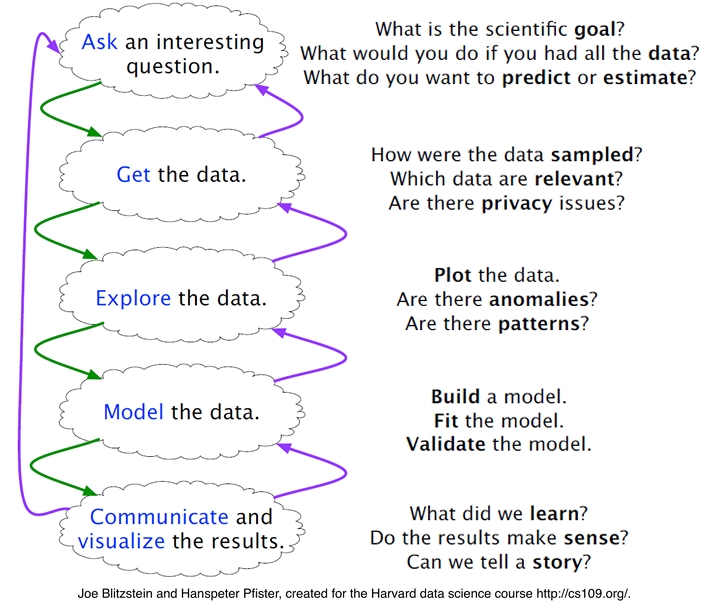 Ask an interesting
question.
What is the scientific goal?
What would you do if you had all the data?
What do you want to predict or estimate?
Get the data.
How were the data sampled?
Which data are relevant?
Are there privacy issues?
Explore the data.
Plot the data.
Are there anomalies?
Are there patterns?
Model the data.
Build a model.
Fit the model.
Validate the model.
Communicate and
visualize the results.
What did we learn?
Do the results make sense?
Can we tell a story?
Joe Blitzstein and Hanspeter Pfister, created for the Harvard data science course http://cs109.org/.